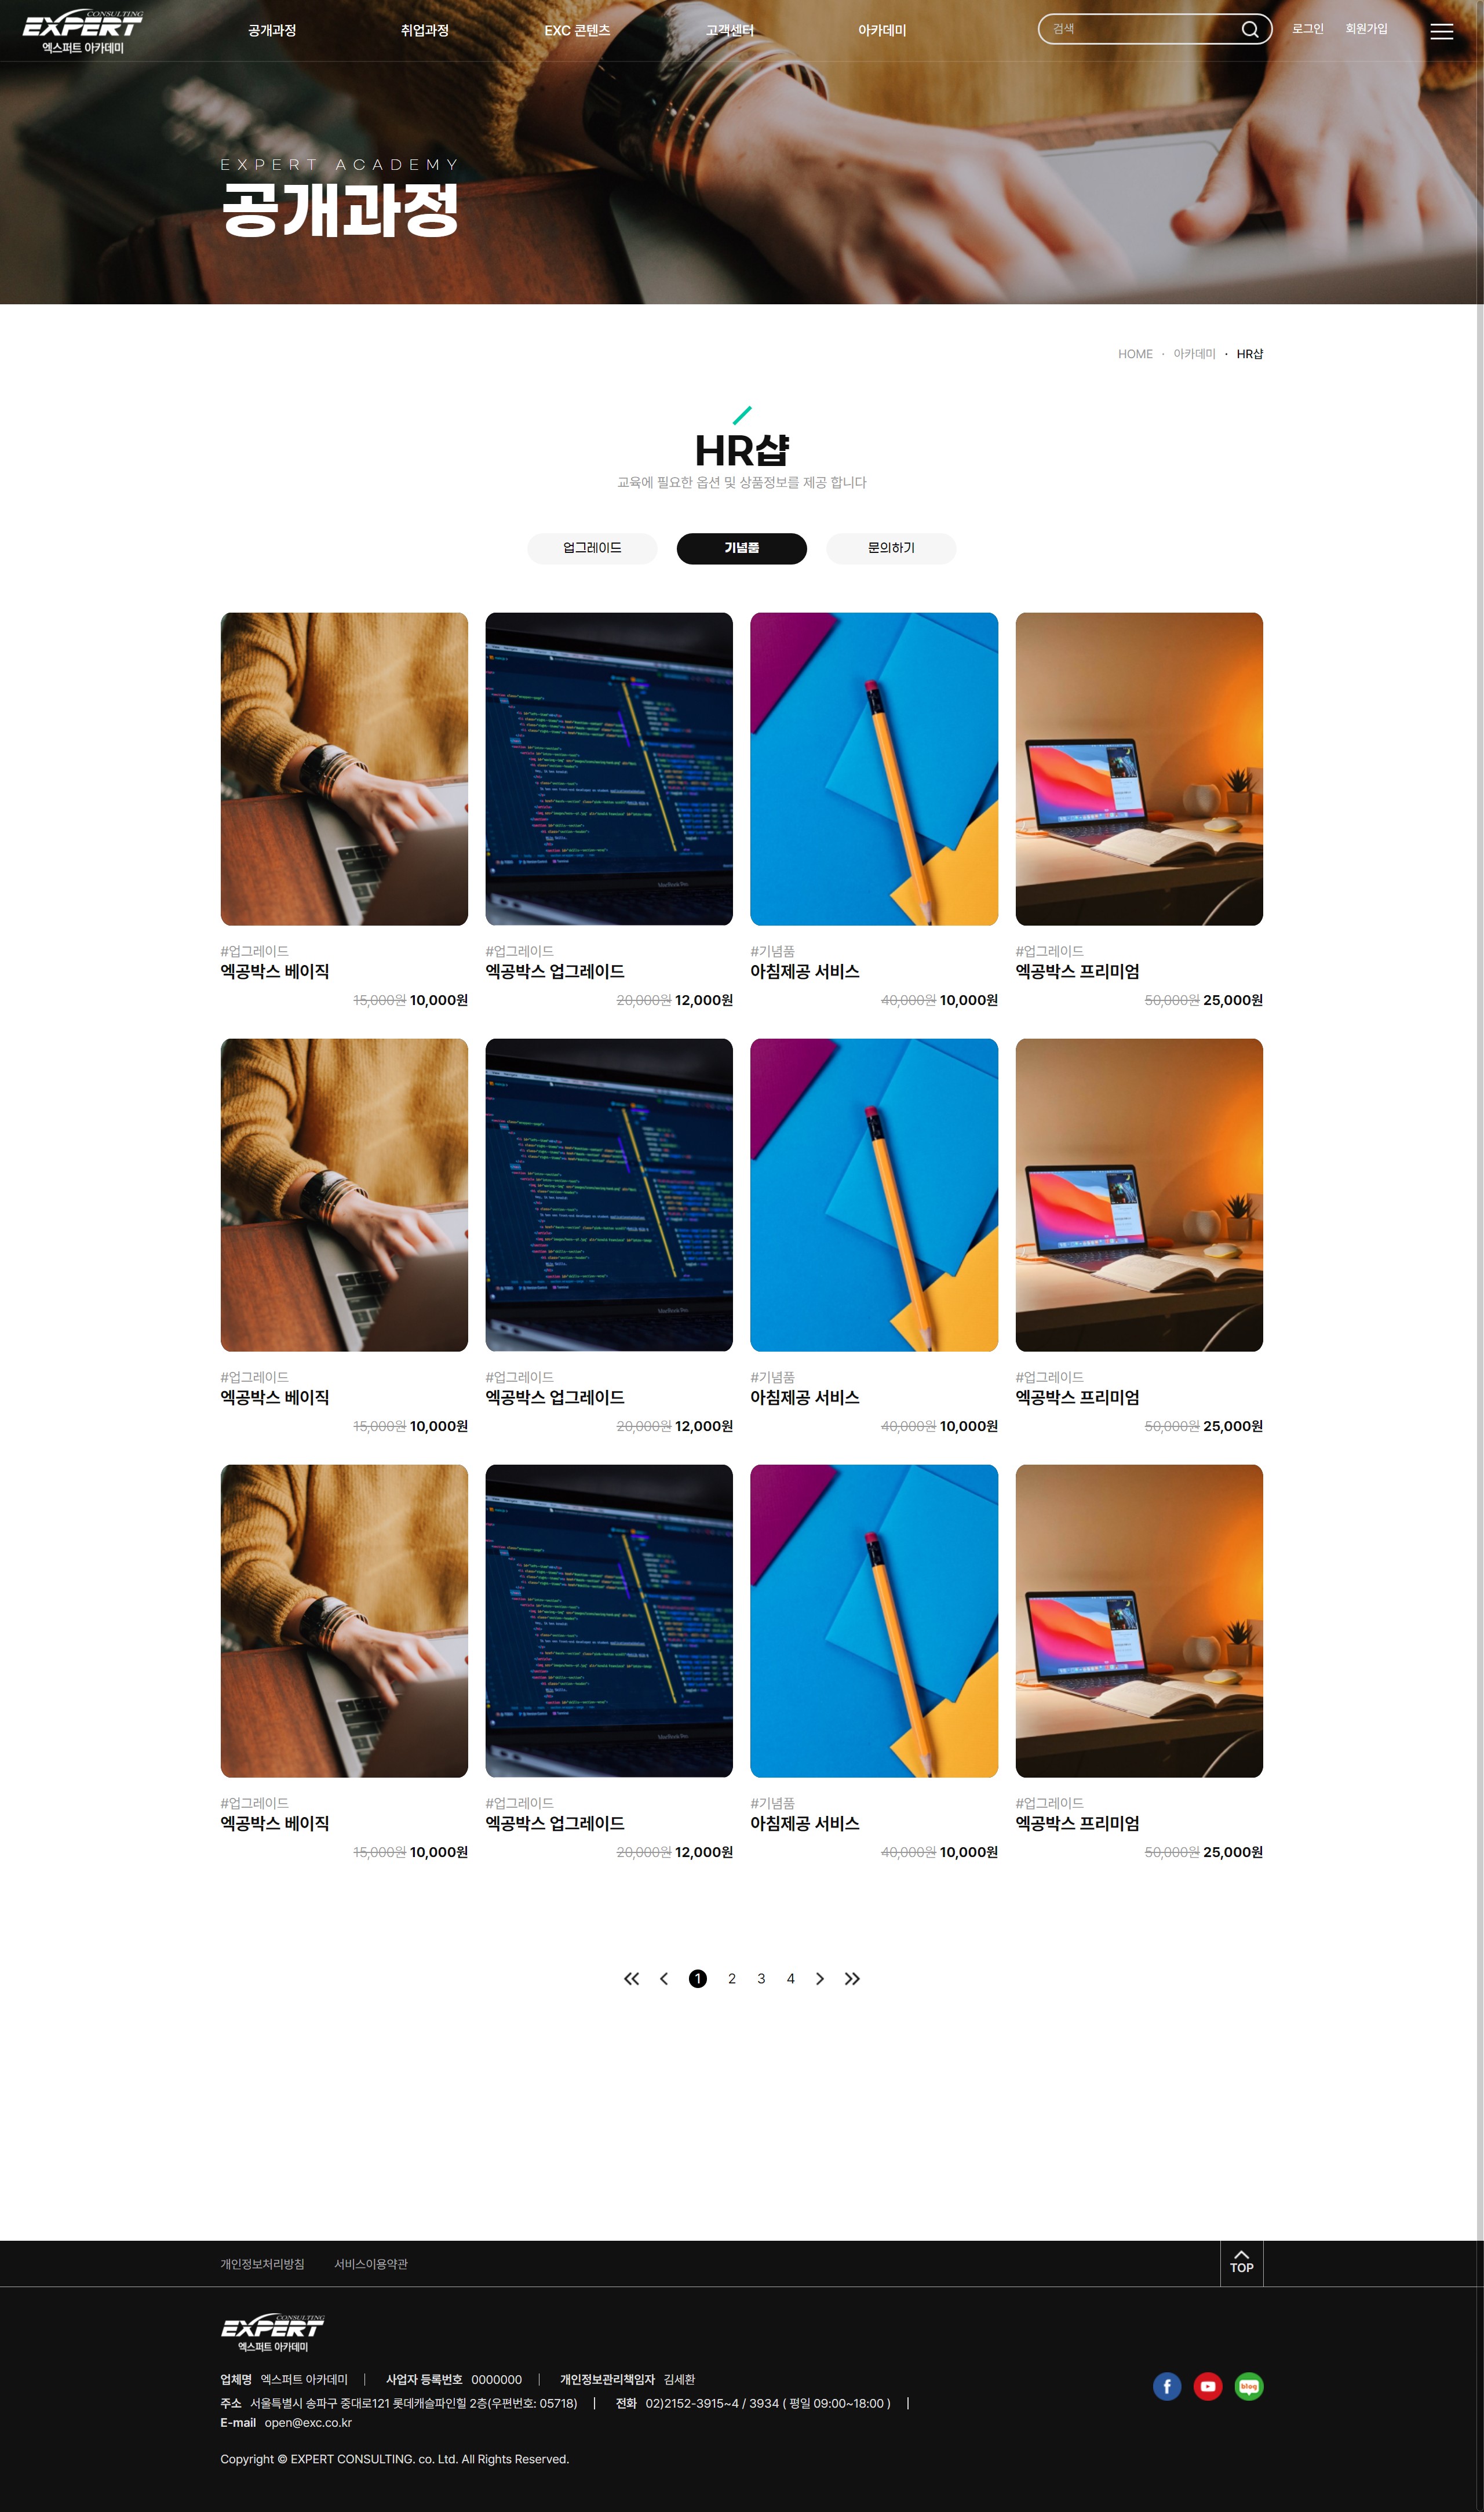 CONSULTING
EXPERT
엑스퍼트 아카데미
공개과정 취업과정 EXC 콘텐츠 고객센터 아카데미
검색
로그인 회원가입
EXPERT ACADEMY
공개과정
HOME · 아카데미 · HR샵
HR샵
교육에 필요한 옵션 및 상품정보를 제공 합니다
업그레이드 기념품 문의하기
#업그레이드 #업그레이드 #기념품 #업그레이드
엑공박스 베이직 엑공박스 업그레이드 아침제공 서비스 엑공박스 프리미엄
15,000원 10,000원 20,000원 12,000원 40,000원 10,000원 50,000원 25,000원
#업그레이드 #업그레이드 #기념품 #업그레이드
엑공박스 베이직 엑공박스 업그레이드 아침제공 서비스 엑공박스 프리미엄
15,000원 10,000원 20,000원 12,000원 40,000원 10,000원 50,000원 25,000원
#업그레이드 #업그레이드 #기념품 #업그레이드
엑공박스 베이직 엑공박스 업그레이드 아침제공 서비스 엑공박스 프리미엄
15,000원 10,000원 20,000원 12,000원 40,000원 10,000원 50,000원 25,000원
1 2 3 4
개인정보처리방침 서비스이용약관
TOP
CONSULTING
EXPERT
엑스퍼트 아카데미
업체명 엑스퍼트 아카데미 | 사업자 등록번호 0000000 | 개인정보관리책임자 김세환
주소 서울특별시 송파구 중대로121 롯데캐슬파인힐 2층(우편번호: 05718) | 전화 02)2152-3915~4 / 3934 ( 평일 09:00~18:00 ) |
E-mail open@exc.co.kr
blog
Copyright © EXPERT CONSULTING. co. Ltd. All Rights Reserved.